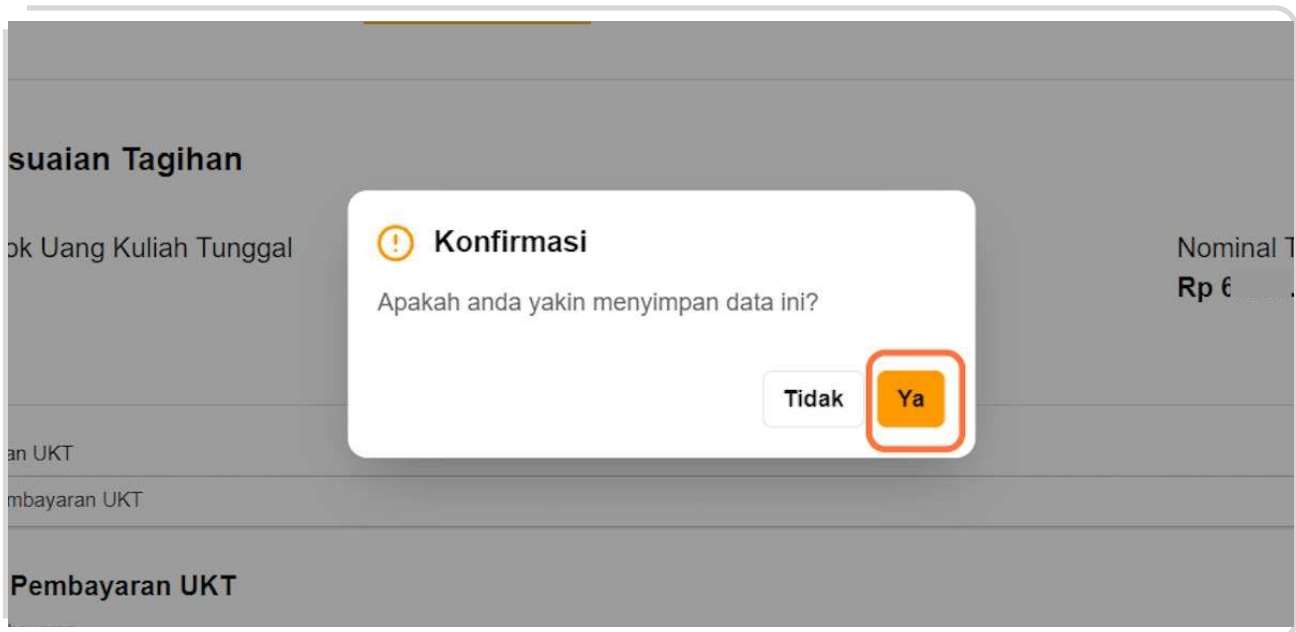 suaian Tagihan
ok Uang Kuliah Tunggal
Nominal
Rp 6
Konfirmasi
Apakah anda yakin menyimpan data ini?
Tidak
Ya
an UKT
mbayaran UKT
Pembayaran UKT